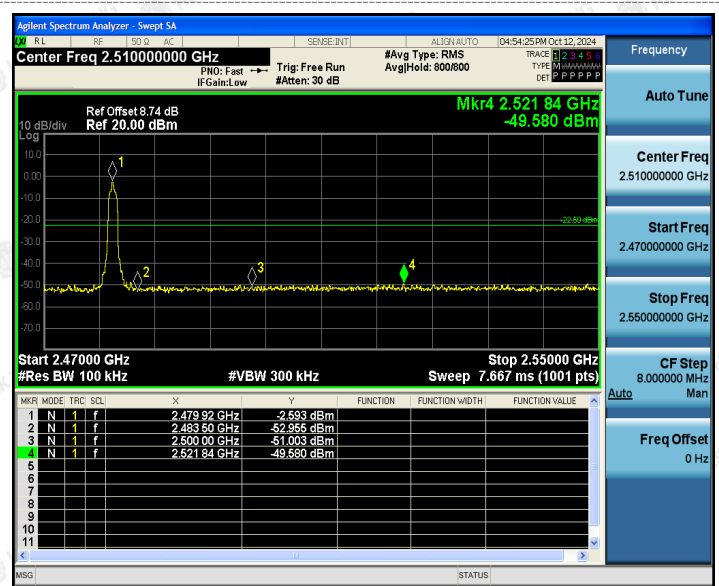 Agilent Spectrum Analyzer - Swept SA
LXI RL RF 50 Ω AC SENSE:INT ALIGN AUTO 04:54:25 PM Oct 12, 2024
Center Freq 2.510000000 GHz #Avg Type: RMS TRACE 1 2 3 4 5 6
PNO: Fast Trig: Free Run Avg|Hold: 800/800 TYPE M WWWWW
IFGain:Low #Atten: 30 dB DET P P P P P P
Mkr4 2.521 84 GHz
Ref Offset 8.74 dB
10 dB/div Ref 20.00 dBm -49.580 dBm
Log
10.0
1
0.00
-10.0
-20.0
-22.59 dBm
-30.0
-40.0
2 3 4
-50.0
-60.0
-70.0
Start 2.47000 GHz Stop 2.55000 GHz
#Res BW 100 kHz #VBW 300 kHz Sweep 7.667 ms (1001 pts)
MKR MODE TRC SCL X Y FUNCTION FUNCTION WIDTH FUNCTION VALUE
1 N 1 f 2.479 92 GHz -2.593 dBm
2 N 1 f 2.483 50 GHz -52.955 dBm
3 N 1 f 2.500 00 GHz -51.003 dBm
4 N 1 f 2.521 84 GHz -49.580 dBm
5
6
7
8
9
10
11
MSG STATUS
Frequency
Auto Tune
Center Freq
2.510000000 GHz
Start Freq
2.470000000 GHz
Stop Freq
2.550000000 GHz
CF Step
8.000000 MHz
Auto Man
Freq Offset
0 Hz